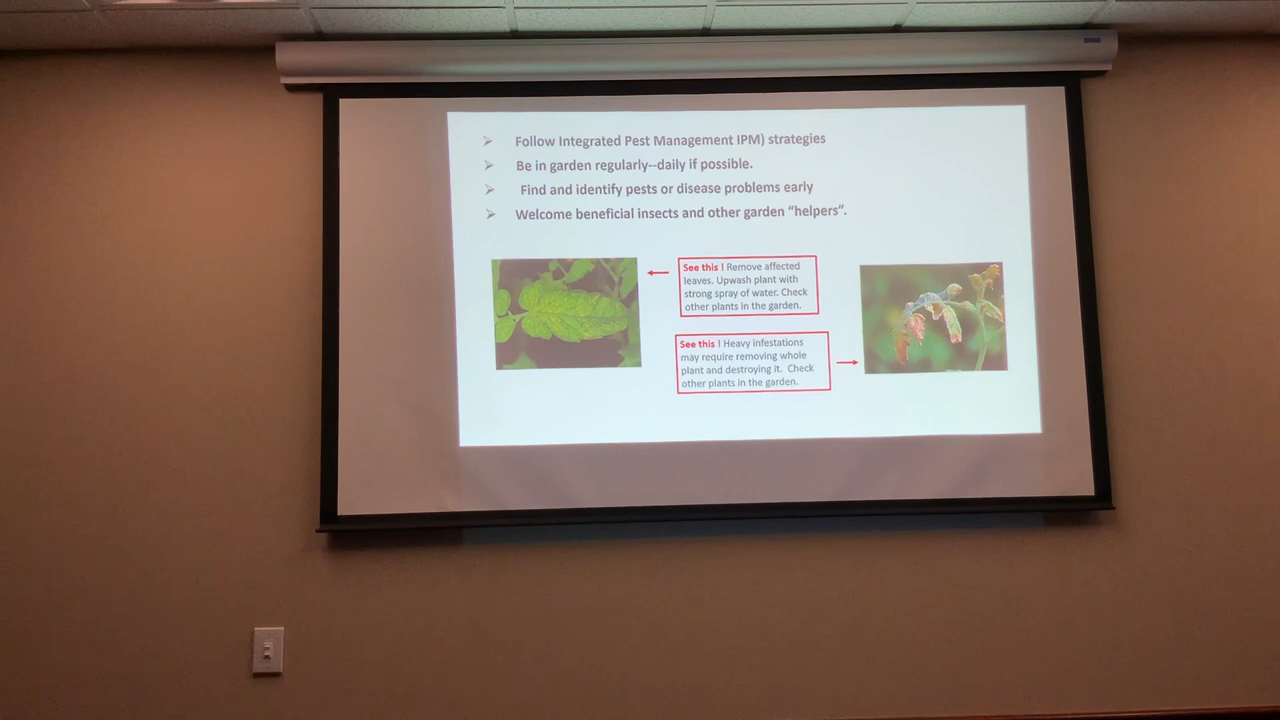 Follow Integrated Pest Management IPM) strategies
Be in garden regularly--daily if possible.
Find and identify pests or disease problems early
Welcome beneficial insects and other garden “helpers”.
See this ! Remove affected
leaves. Upwash plant with
strong spray of water. Check
other plants in the garden.
See this ! Heavy infestations
may require removing whole
plant and destroying it. Check
other plants in the garden.